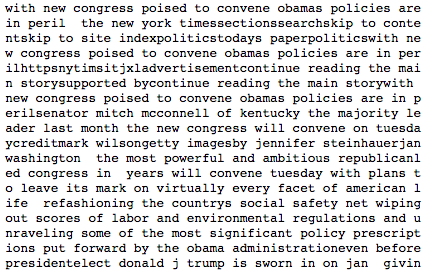 with new congress poised to convene obamas policies are
in peril  the new york timessectionssearchskip to conte
ntskip to site indexpoliticstodays paperpoliticswith ne
w congress poised to convene obamas policies are in per
ilhttpsnytimsitjxladvertisementcontinue reading the mai
n storysupported bycontinue reading the main storywith
new congress poised to convene obamas policies are in p
erilsenator mitch mcconnell of kentucky the majority le
ader last month the new congress will convene on tuesda
ycreditmark wilsongetty imagesby jennifer steinhauerjan
washington  the most powerful and ambitious republicanl
ed congress in  years will convene tuesday with plans t
o leave its mark on virtually every facet of american l
ife  refashioning the countrys social safety net wiping
out scores of labor and environmental regulations and u
nraveling some of the most significant policy prescript
ions put forward by the obama administrationeven before
presidentelect donald j trump is sworn in on jan  givin